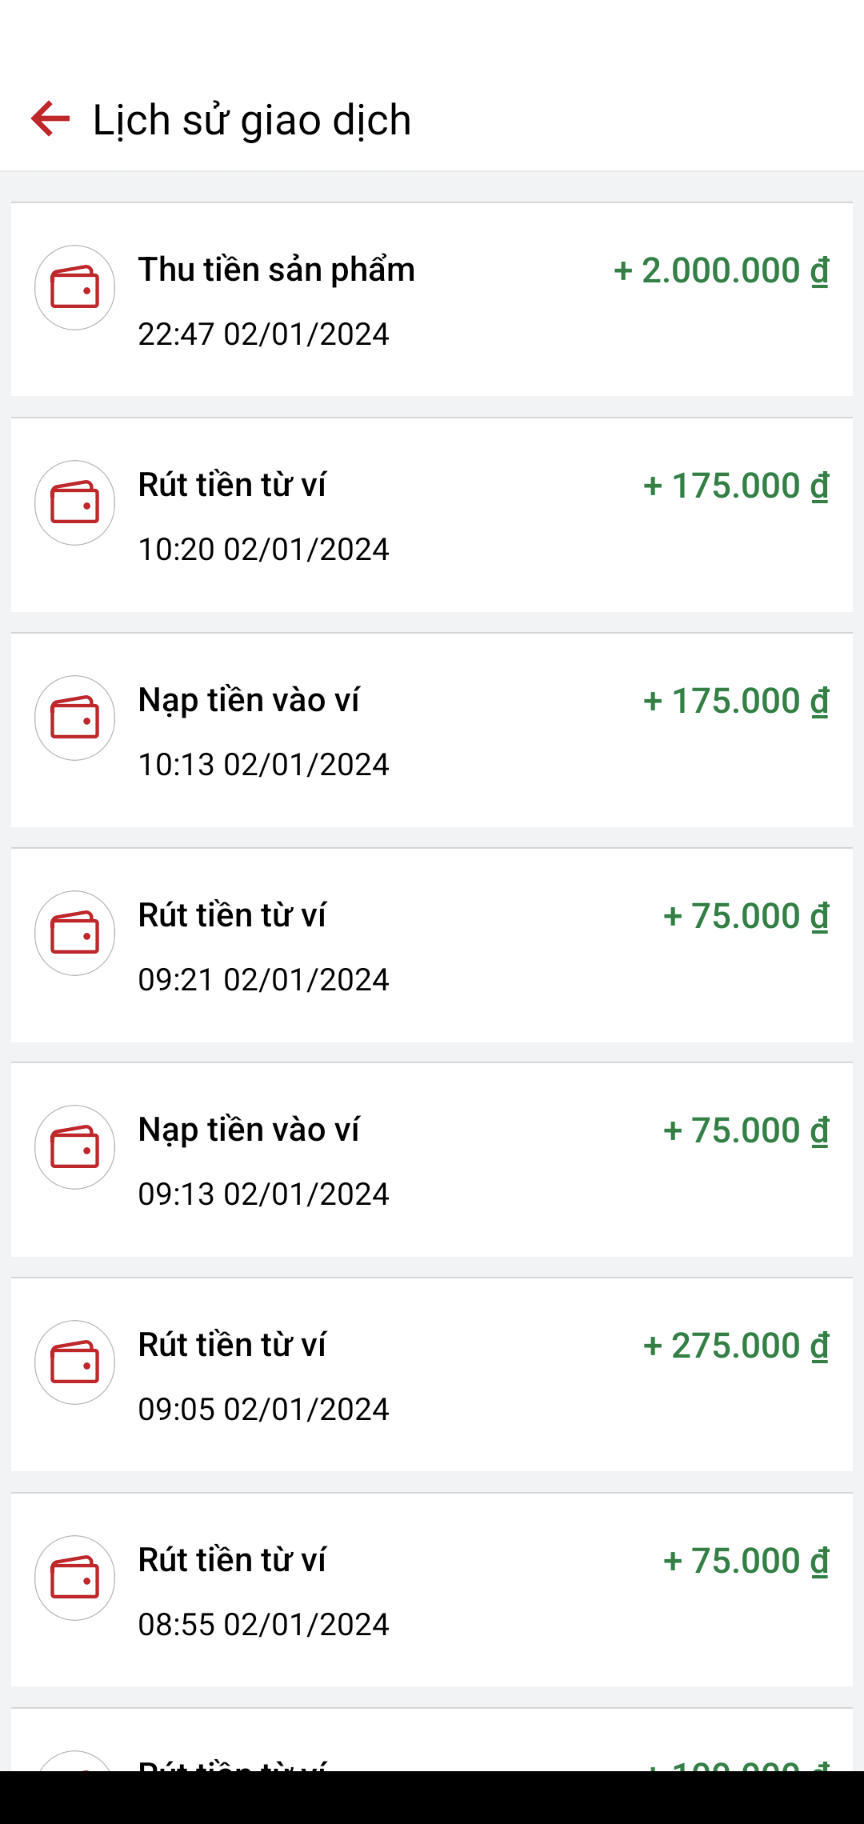 Lịch sử giao dịch
Thu tiền sản phẩm
+ 2.000.000 ₫
22:47 02/01/2024
Rút tiền từ ví
+ 175.000 ₫
10:20 02/01/2024
Nạp tiền vào ví
+ 175.000 ₫
10:13 02/01/2024
Rút tiền từ ví
+ 75.000 ₫
09:21 02/01/2024
Nạp tiền vào ví
+ 75.000 ₫
09:13 02/01/2024
Rút tiền từ ví
+ 275.000 ₫
09:05 02/01/2024
Rút tiền từ ví
+ 75.000 ₫
08:55 02/01/2024
Rút tiền từ ví